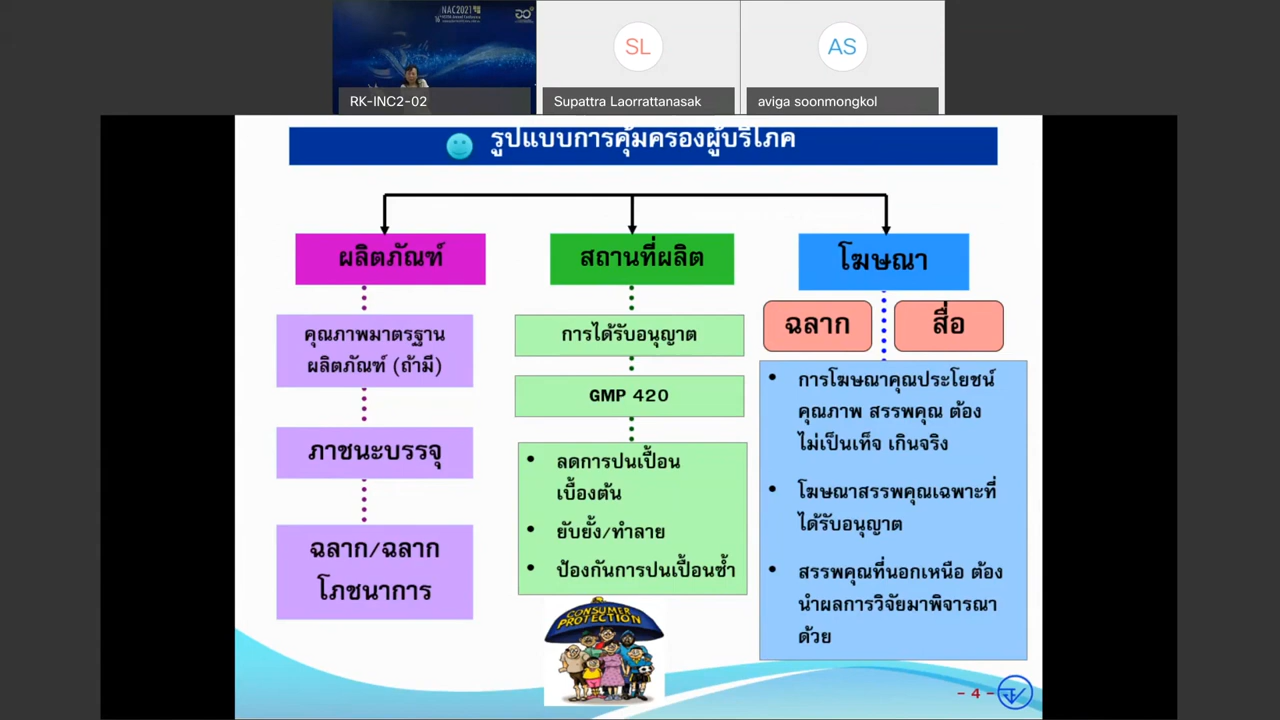 NAC2021
RK-INC2-02
SL
Supattra Laorrattanasak
AS
aviga soonmongkol
รูปแบบการคุ้มครองผู้บริโภค
ผลิตภัณฑ์
คุณภาพมาตรฐาน
ผลิตภัณฑ์ (ถ้ามี)
ภาชนะบรรจุ
ฉลาก/ฉลาก
โภชนาการ
สถานที่ผลิต
การได้รับอนุญาต
GMP 420
• ลดการปนเปื้อน
เบื้องต้น
• ยับยั้ง/ทำลาย
• ป้องกันการปนเปื้อนซ้ำ
CONSUMER
PROTECTION
โฆษณา
ฉลาก
สื่อ
• การโฆษณาคุณประโยชน์
คุณภาพ สรรพคุณ ต้อง
ไม่เป็นเท็จ เกินจริง
• โฆษณาสรรพคุณเฉพาะที่
ได้รับอนุญาต
• สรรพคุณที่นอกเหนือ ต้อง
นำผลการวิจัยมาพิจารณา
ด้วย
- 4 -